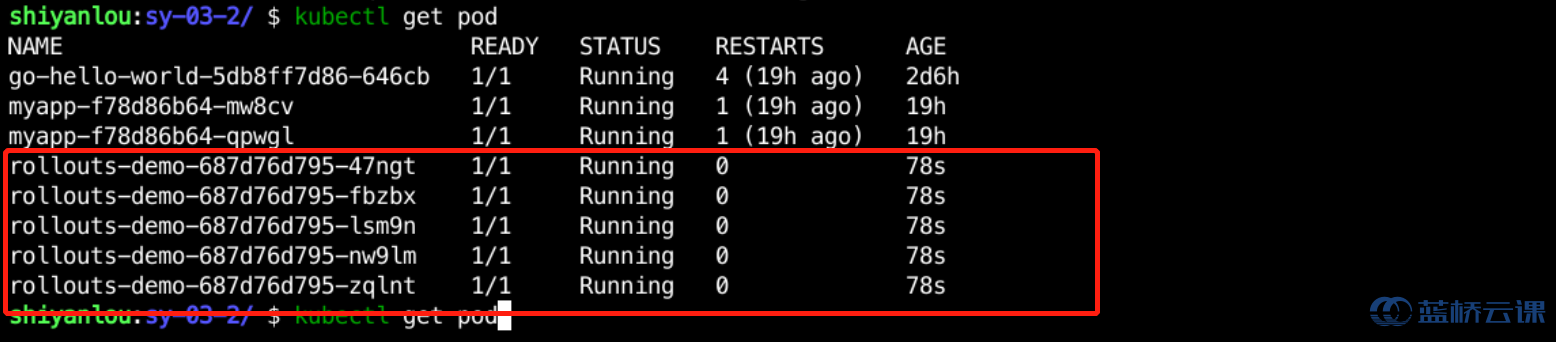 shiyanlou:sy-03-2/ $ kubectl get pod
NAME READY STATUS RESTARTS AGE
go-hello-world-5db8ff7d86-646cb 1/1 Running 4 (19h ago) 2d6h
myapp-f78d86b64-mw8cv 1/1 Running 1 (19h ago) 19h
myapp-f78d86b64-qpwgl 1/1 Running 1 (19h ago) 19h
rollouts-demo-687d76d795-47ngt 1/1 Running 0 78s
rollouts-demo-687d76d795-fbzbx 1/1 Running 0 78s
rollouts-demo-687d76d795-lsm9n 1/1 Running 0 78s
rollouts-demo-687d76d795-nw9lm 1/1 Running 0 78s
rollouts-demo-687d76d795-zqlnt 1/1 Running 0 78s
shiyanlou:sy-03-2/ $ kubectl get pod
蓝桥云课